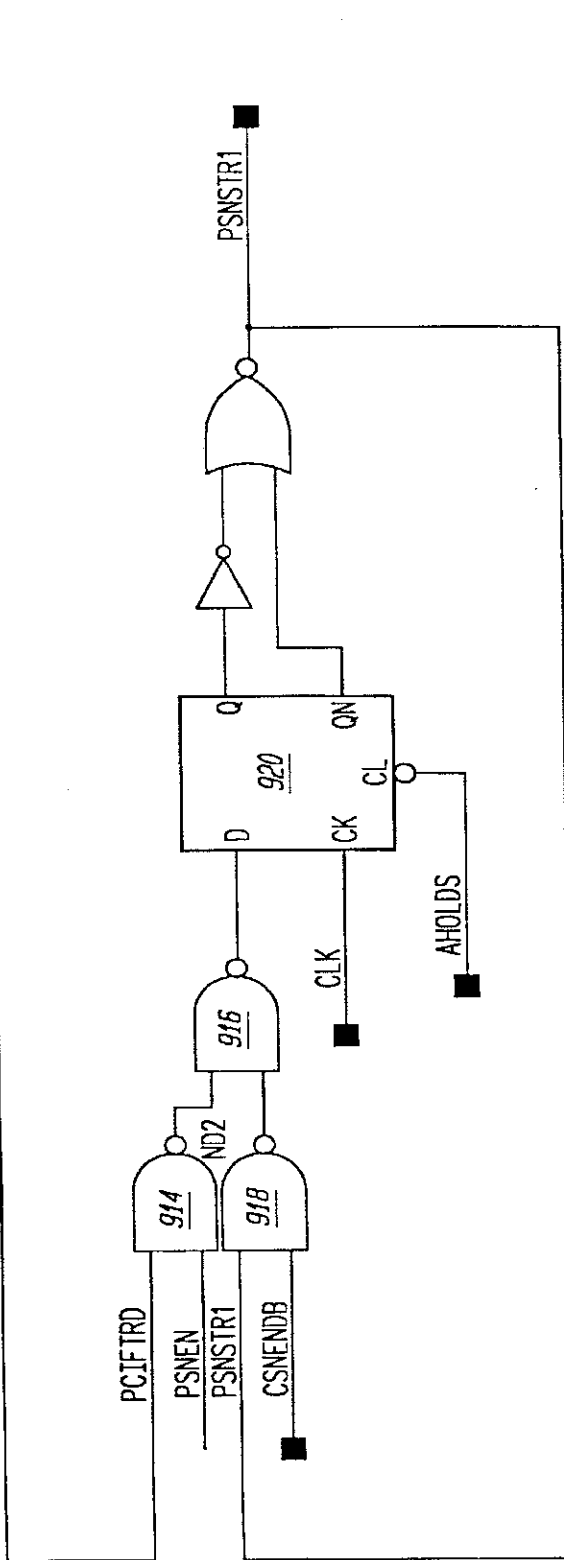 PSNSTR1
Q
QN
920
CL
D
CK
CLK
AHOLDS
916
ND2
914
918
PCIFTRD
PSNEN
PSNSTR1
CSNENDB